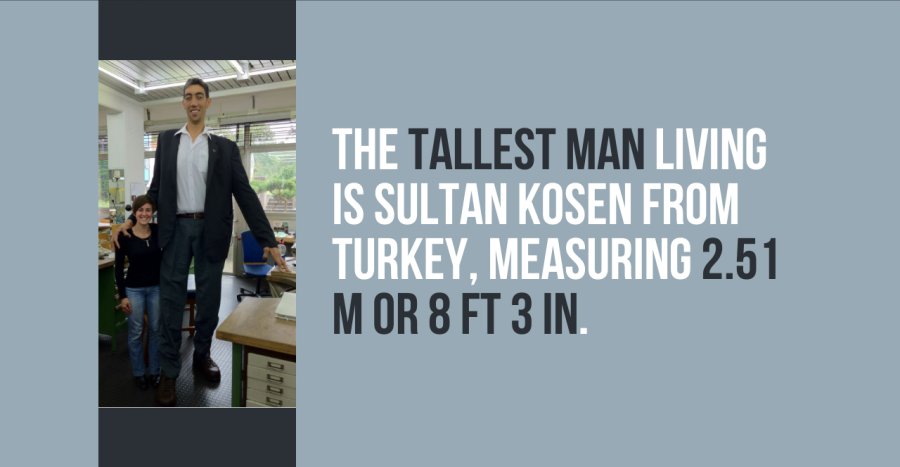 THE TALLEST MAN LIVING
IS SULTAN KOSEN FROM
TURKEY, MEASURING 2.51
M OR 8 FT 3 IN.